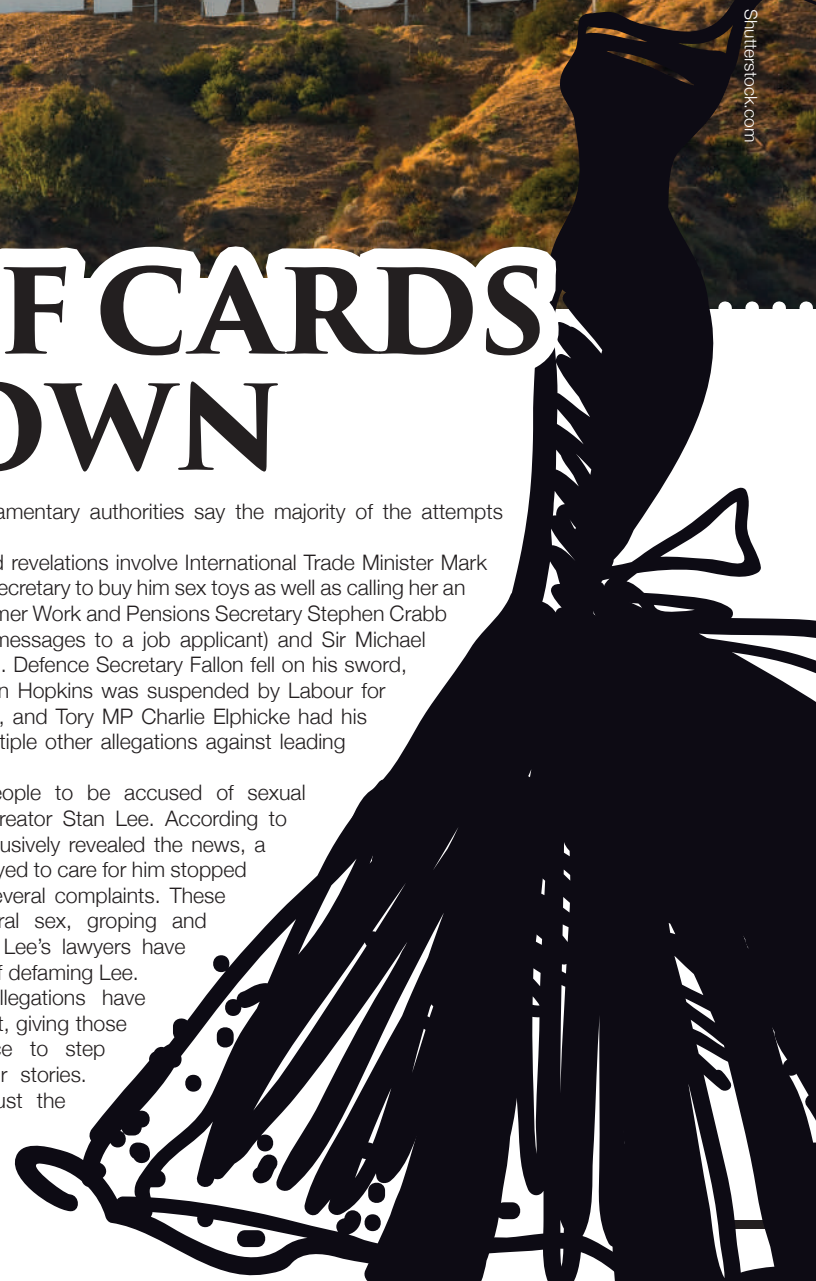 Shutterstock.com
F CARDS
OWN
amentary authorities say the majority of the attempts
d revelations involve International Trade Minister Mark
ecretary to buy him sex toys as well as calling her an
mer Work and Pensions Secretary Stephen Crabb
messages to a job applicant) and Sir Michael
. Defence Secretary Fallon fell on his sword,
n Hopkins was suspended by Labour for
, and Tory MP Charlie Elphicke had his
tiple other allegations against leading
eople to be accused of sexual
reator Stan Lee. According to
usively revealed the news, a
yed to care for him stopped
everal complaints. These
ral sex, groping and
Lee’s lawyers have
f defaming Lee.
llegations have
t, giving those
ce to step
r stories.
ust the